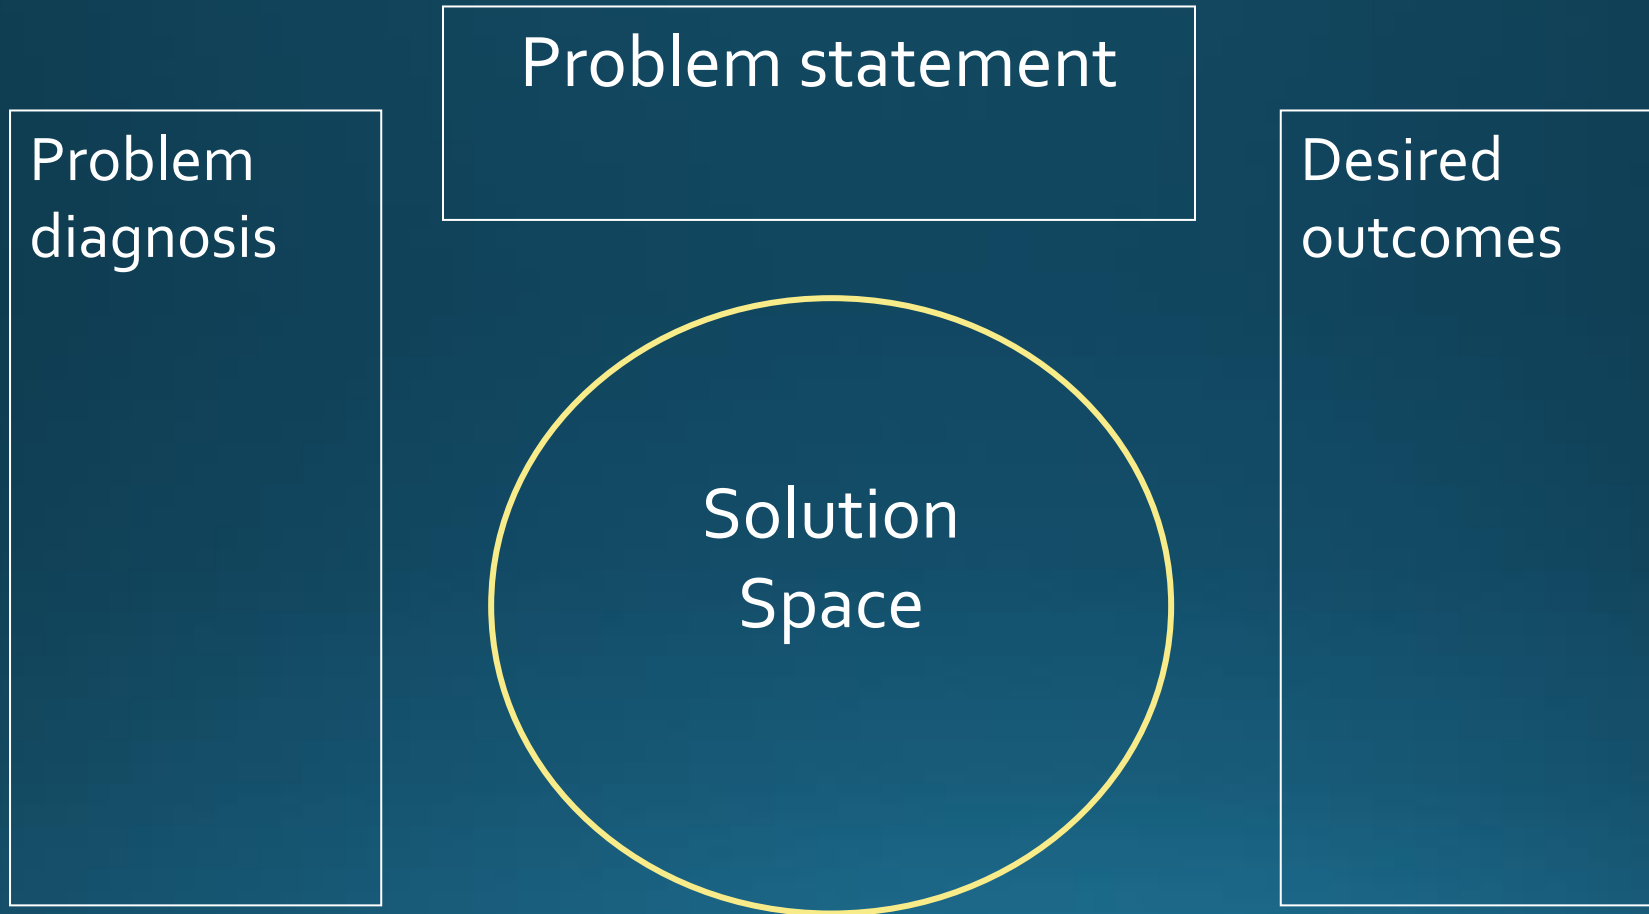 Problem statement
Problem
diagnosis
Desired
outcomes
Solution
Space